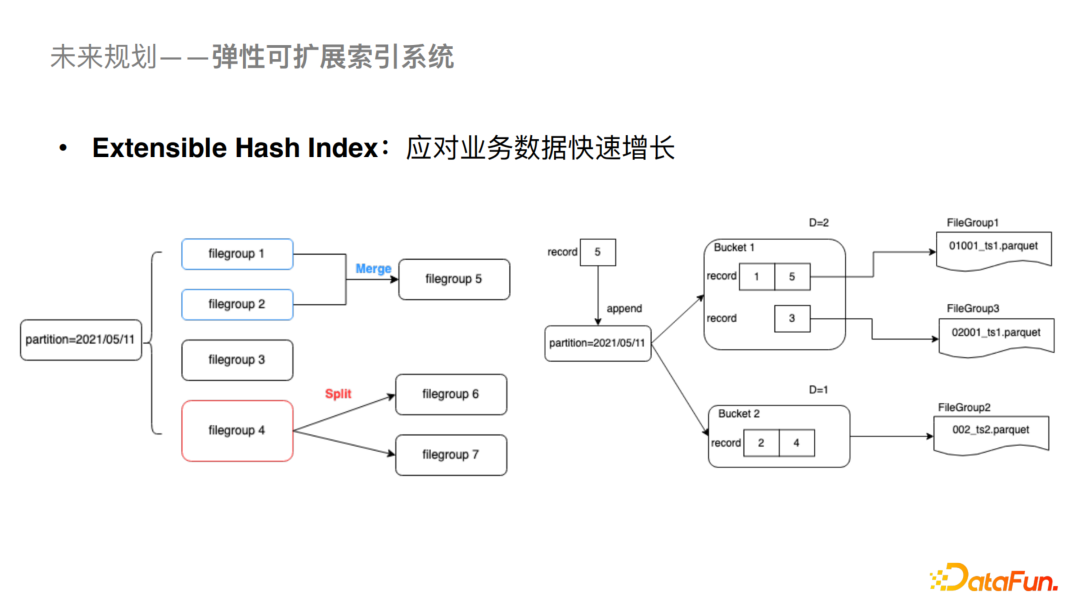 未来规划——弹性可扩展索引系统
• Extensible Hash Index：应对业务数据快速增长
partition=2021/05/11
filegroup 1
filegroup 2
filegroup 3
filegroup 4
Merge
filegroup 5
Split
filegroup 6
filegroup 7
record
5
append
partition=2021/05/11
D=2
Bucket 1
record 1 5
record 3
FileGroup1
01001_ts1.parquet
FileGroup3
02001_ts1.parquet
D=1
Bucket 2
record 2 4
FileGroup2
002_ts2.parquet
DataFun.